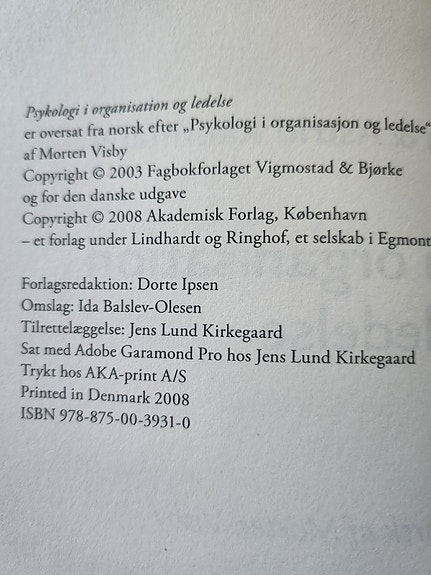 Psykologi i organisation og ledelse
er oversat fra norsk efter „Psykologi i organisasjon og ledelse“
af Morten Visby
Copyright © 2003 Fagbokforlaget Vigmostad & Bjørke
og for den danske udgave
Copyright © 2008 Akademisk Forlag, København
– et forlag under Lindhardt og Ringhof, et selskab i Egmont
Forlagsredaktion: Dorte Ipsen
Omslag: Ida Balslev-Olesen
Tilrettelæggelse: Jens Lund Kirkegaard
Sat med Adobe Garamond Pro hos Jens Lund Kirkegaard
Trykt hos AKA-print A/S
Printed in Denmark 2008
ISBN 978-875-00-3931-0